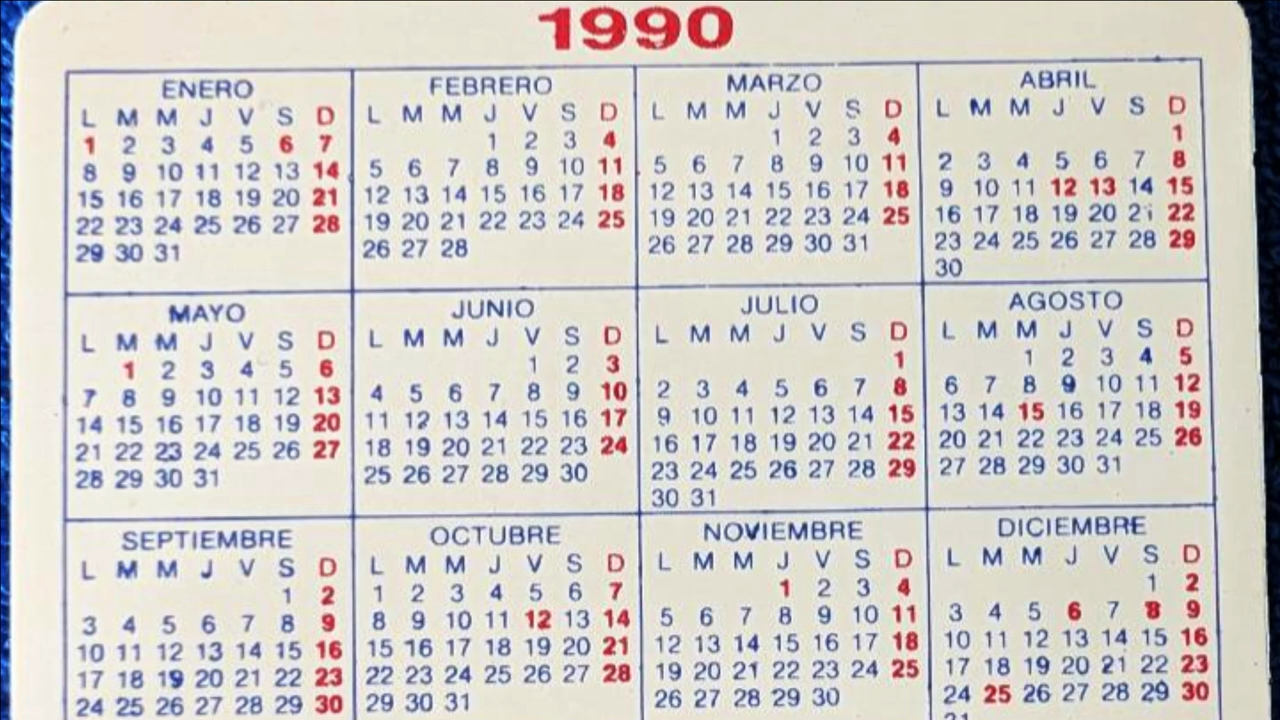 1990
ENERO
L M M J V S D
1 2 3 4 5 6 7
8 9 10 11 12 13 14
15 16 17 18 19 20 21
22 23 24 25 26 27 28
29 30 31
FEBRERO
L M M J V S D
1 2 3 4
5 6 7 8 9 10 11
12 13 14 15 16 17 18
19 20 21 22 23 24 25
26 27 28
MARZO
L M M J V S D
1 2 3 4
5 6 7 8 9 10 11
12 13 14 15 16 17 18
19 20 21 22 23 24 25
26 27 28 29 30 31
ABRIL
L M M J V S D
1
2 3 4 5 6 7 8
9 10 11 12 13 14 15
16 17 18 19 20 21 22
23 24 25 26 27 28 29
30
MAYO
L M M J V S D
1 2 3 4 5 6
7 8 9 10 11 12 13
14 15 16 17 18 19 20
21 22 23 24 25 26 27
28 29 30 31
JUNIO
L M M J V S D
1 2 3
4 5 6 7 8 9 10
11 12 13 14 15 16 17
18 19 20 21 22 23 24
25 26 27 28 29 30
JULIO
L M M J V S D
1
2 3 4 5 6 7 8
9 10 11 12 13 14 15
16 17 18 19 20 21 22
23 24 25 26 27 28 29
30 31
AGOSTO
L M M J V S D
1 2 3 4 5
6 7 8 9 10 11 12
13 14 15 16 17 18 19
20 21 22 23 24 25 26
27 28 29 30 31
SEPTIEMBRE
L M M J V S D
1 2
3 4 5 6 7 8 9
10 11 12 13 14 15 16
17 18 19 20 21 22 23
24 25 26 27 28 29 30
OCTUBRE
L M M J V S D
1 2 3 4 5 6 7
8 9 10 11 12 13 14
15 16 17 18 19 20 21
22 23 24 25 26 27 28
29 30 31
NOVIEMBRE
L M M J V S D
1 2 3 4
5 6 7 8 9 10 11
12 13 14 15 16 17 18
19 20 21 22 23 24 25
26 27 28 29 30
DICIEMBRE
L M M J V S D
1 2
3 4 5 6 7 8 9
10 11 12 13 14 15 16
17 18 19 20 21 22 23
24 25 26 27 28 29 30